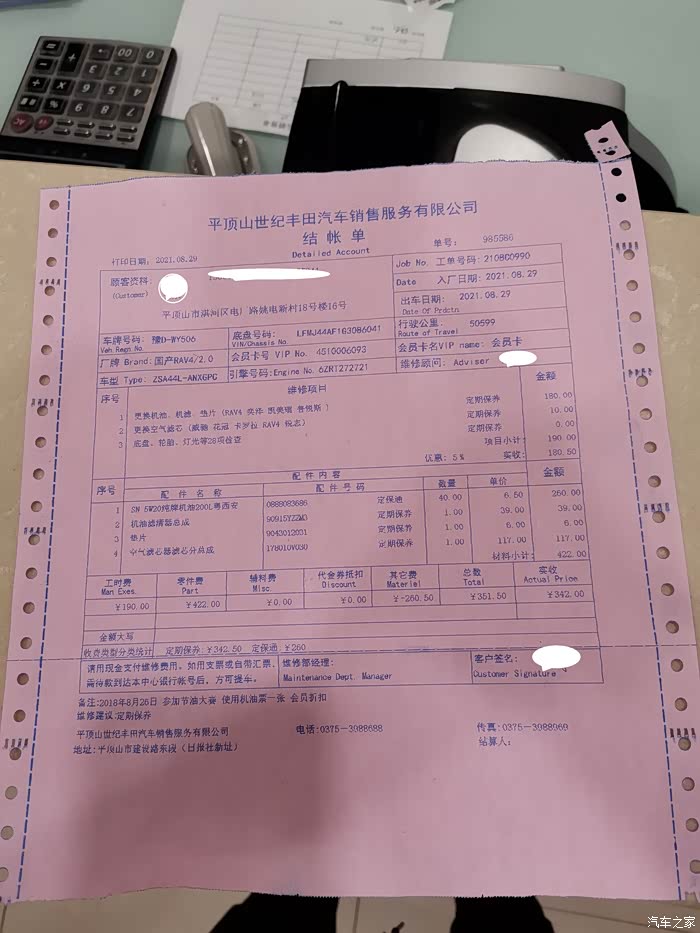 平顶山世纪丰田汽车销售服务有限公司
结帐单
Detailed Account
打印日期: 2021.08.29
单号: 985586
顾客资料:
(Customer)
平顶山市湛河区电厂路姚电新村18号楼16号
Job No. 工单号码: 210800990
Date 入厂日期: 2021.08.29
出车日期: 2021.08.29
Date Of Prdctn
车牌号码: 豫D-WY506
Veh Regn No.
底盘号码: LFMJ44AF163086041
VIN/Chassis No.
行驶公里: 50599
Route of Travel
厂牌 Brand: 国产RAV4/2.0
会员卡号 VIP No. 4510006093
会员卡名VIP name: 会员卡
车型 Type: ZSA44L-ANXGPC
引擎号码:Engine No. 6ZRT272721
维修顾问: Adviser
序号 维修项目 金额
1 更换机油、机滤、垫片 (RAV4 奕泽 凯美瑞 普锐斯) 定期保养 180.00
2 更换空气滤芯 (威驰 花冠 卡罗拉 RAV4 锐志) 定期保养 10.00
3 底盘、轮胎、灯光等28项检查 定期保养 0.00
项目小计: 190.00
优惠: 5% 实收: 180.50
配件内容
序号 配件名称 配件号码 数量 单价 金额
1 SN 5W20纯牌机油200L粤西安 0888083686 定保通 40.00 6.50 260.00
2 机油滤清器总成 90915YZZM3 定期保养 1.00 39.00 39.00
3 垫片 9043012031 定期保养 1.00 6.00 6.00
4 空气滤芯器滤芯分总成 178010Y030 定期保养 1.00 117.00 117.00
材料小计: 422.00
工时费 零件费 辅料费 代金券抵扣 其它费 总数 实收
Man Exes. Part Misc. Discount Materiel Total Actual Price
¥190.00 ¥422.00 ¥0.00 ¥0.00 ¥-260.50 ¥351.50 ¥342.00
金额大写
收费类型分类统计 定期保养:¥342.50 定保通:¥260
请用现金支付维修费用。如用支票或自带汇票,
需待款到达本中心银行帐号后, 方可提车。
维修部经理:
Maintenance Dept. Manager
客户签名:
Customer Signature
备注:2018年8月26日 参加节油大赛 使用机油票一张 会员折扣
维修建议:定期保养
平顶山世纪丰田汽车销售服务有限公司 电话:0375-3988688 传真:0375-3988969
地址:平顶山市建设路东段 (日报社新址) 结算人:
汽车之家